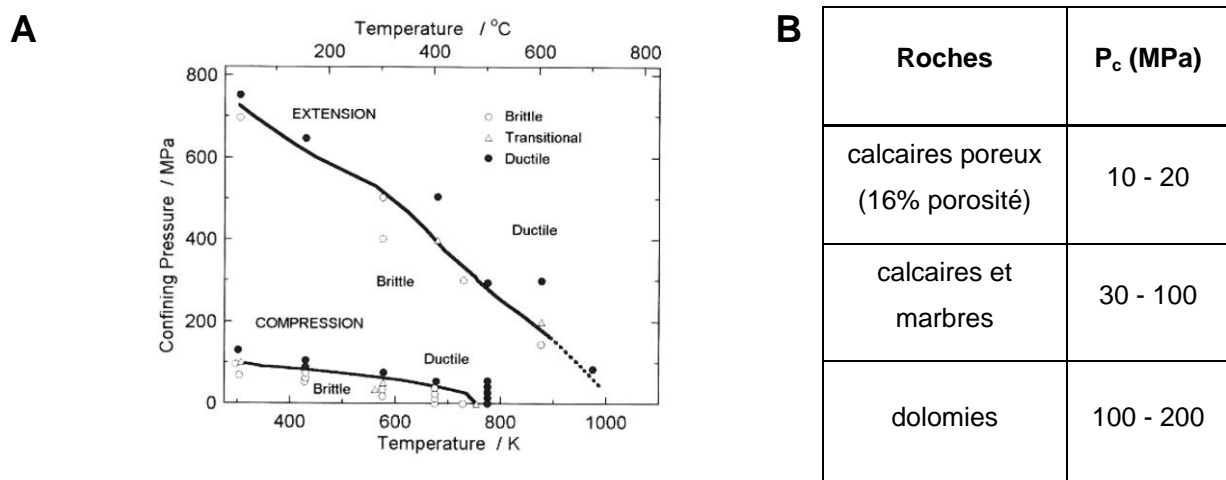 A
Temperature / °C
200 400 600 800
800
600
400
200
0
Confining Pressure / MPa
EXTENSION
○ Brittle
△ Transitional
● Ductile
Ductile
Brittle
COMPRESSION
Ductile
Brittle
400 600 800 1000
Temperature / K
B
Roches
Pc (MPa)
calcaires poreux
(16% porosité)
10 - 20
calcaires et
marbres
30 - 100
dolomies
100 - 200